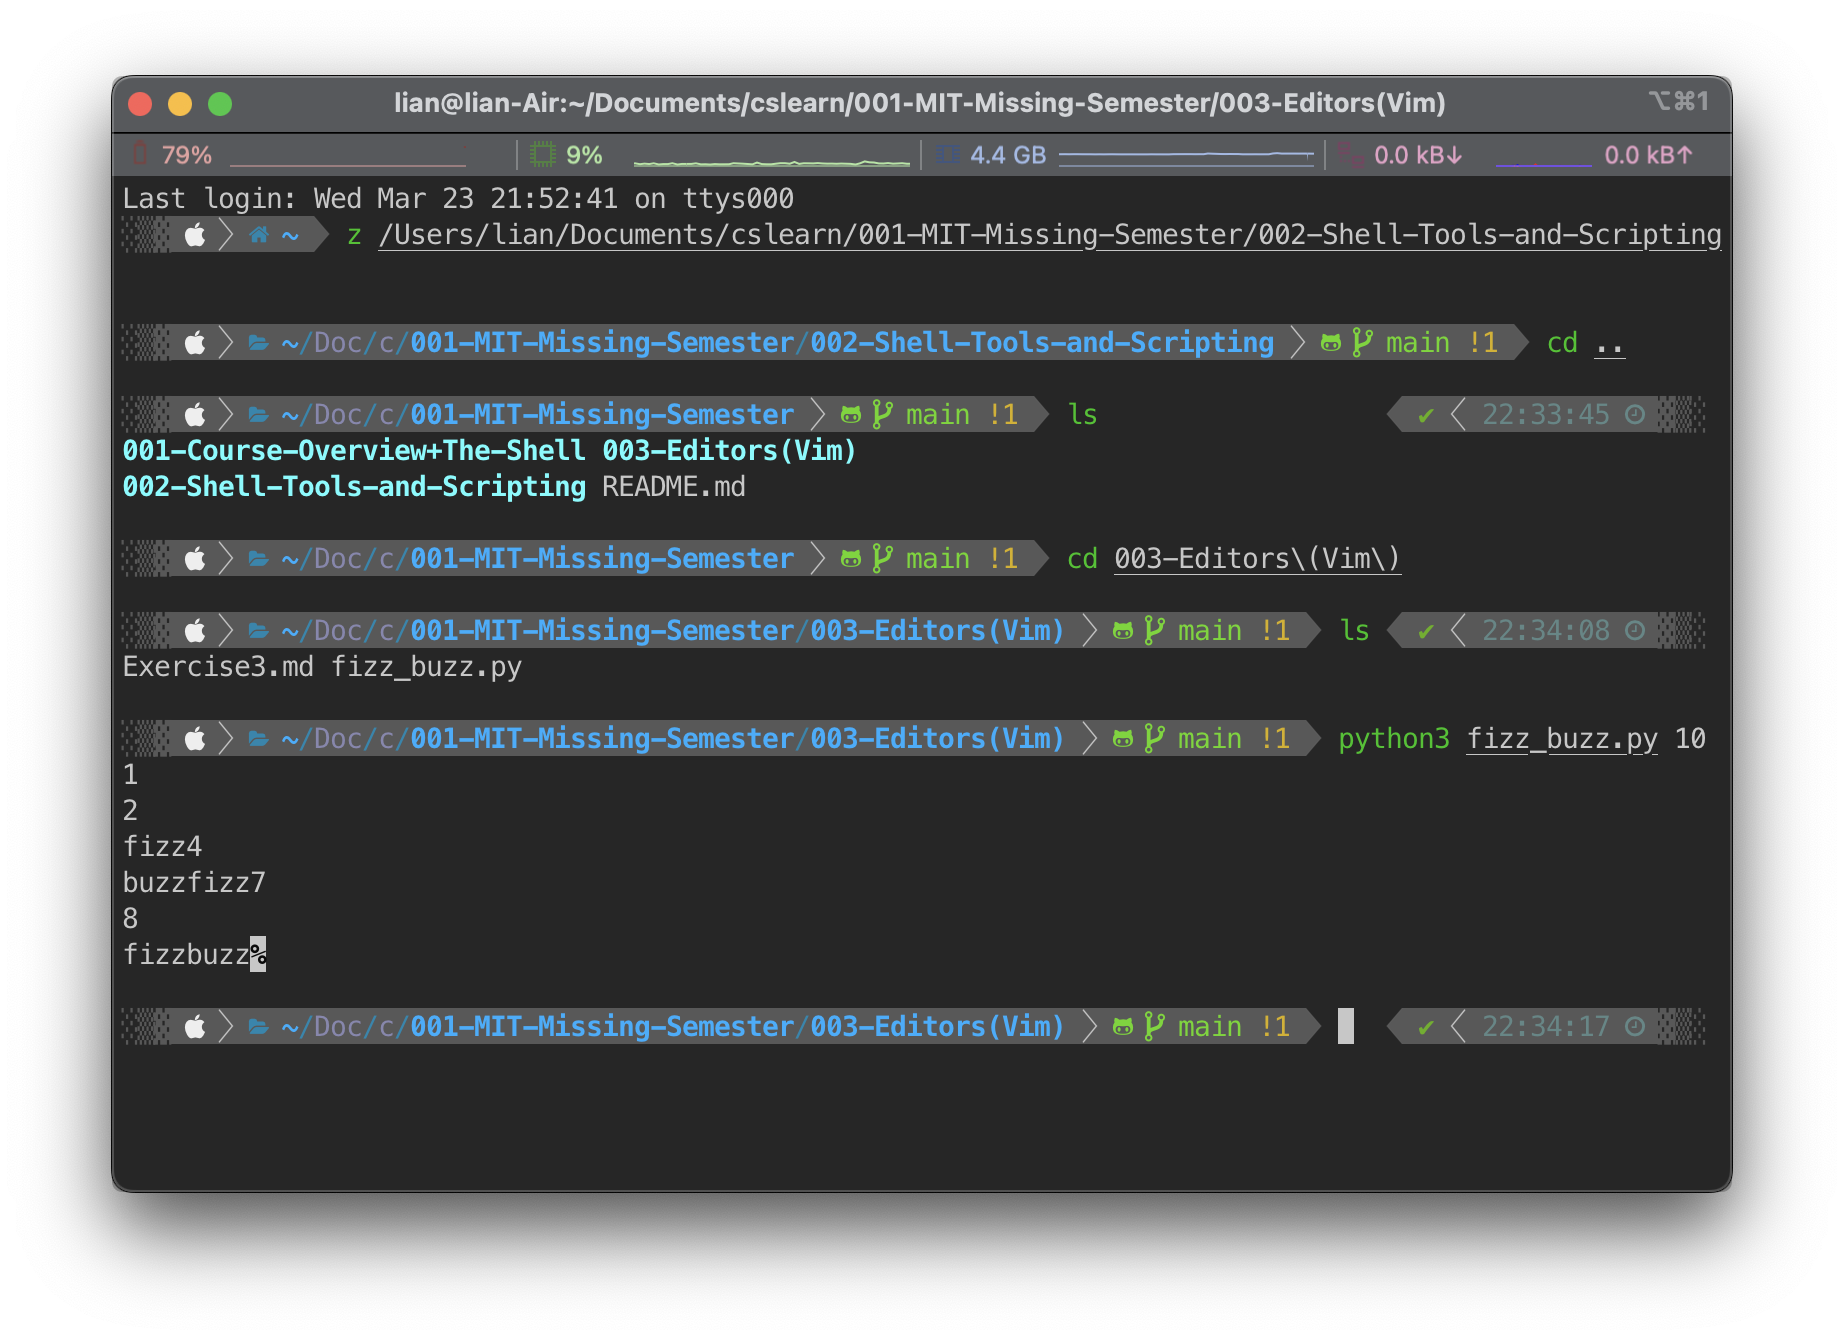 lian@lian-Air:~/Documents/cslearn/001-MIT-Missing-Semester/003-Editors(Vim) ⌥⌘1
79% 9% 4.4 GB 0.0 kB↓ 0.0 kB↑
Last login: Wed Mar 23 21:52:41 on ttys000
~ z /Users/lian/Documents/cslearn/001-MIT-Missing-Semester/002-Shell-Tools-and-Scripting
~/Doc/c/001-MIT-Missing-Semester/002-Shell-Tools-and-Scripting main !1 cd ..
~/Doc/c/001-MIT-Missing-Semester main !1 ls ✔ 22:33:45
001-Course-Overview+The-Shell 003-Editors(Vim)
002-Shell-Tools-and-Scripting README.md
~/Doc/c/001-MIT-Missing-Semester main !1 cd 003-Editors\(Vim\)
~/Doc/c/001-MIT-Missing-Semester/003-Editors(Vim) main !1 ls ✔ 22:34:08
Exercise3.md fizz_buzz.py
~/Doc/c/001-MIT-Missing-Semester/003-Editors(Vim) main !1 python3 fizz_buzz.py 10
1
2
fizz4
buzzfizz7
8
fizzbuzz%
~/Doc/c/001-MIT-Missing-Semester/003-Editors(Vim) main !1 ✔ 22:34:17